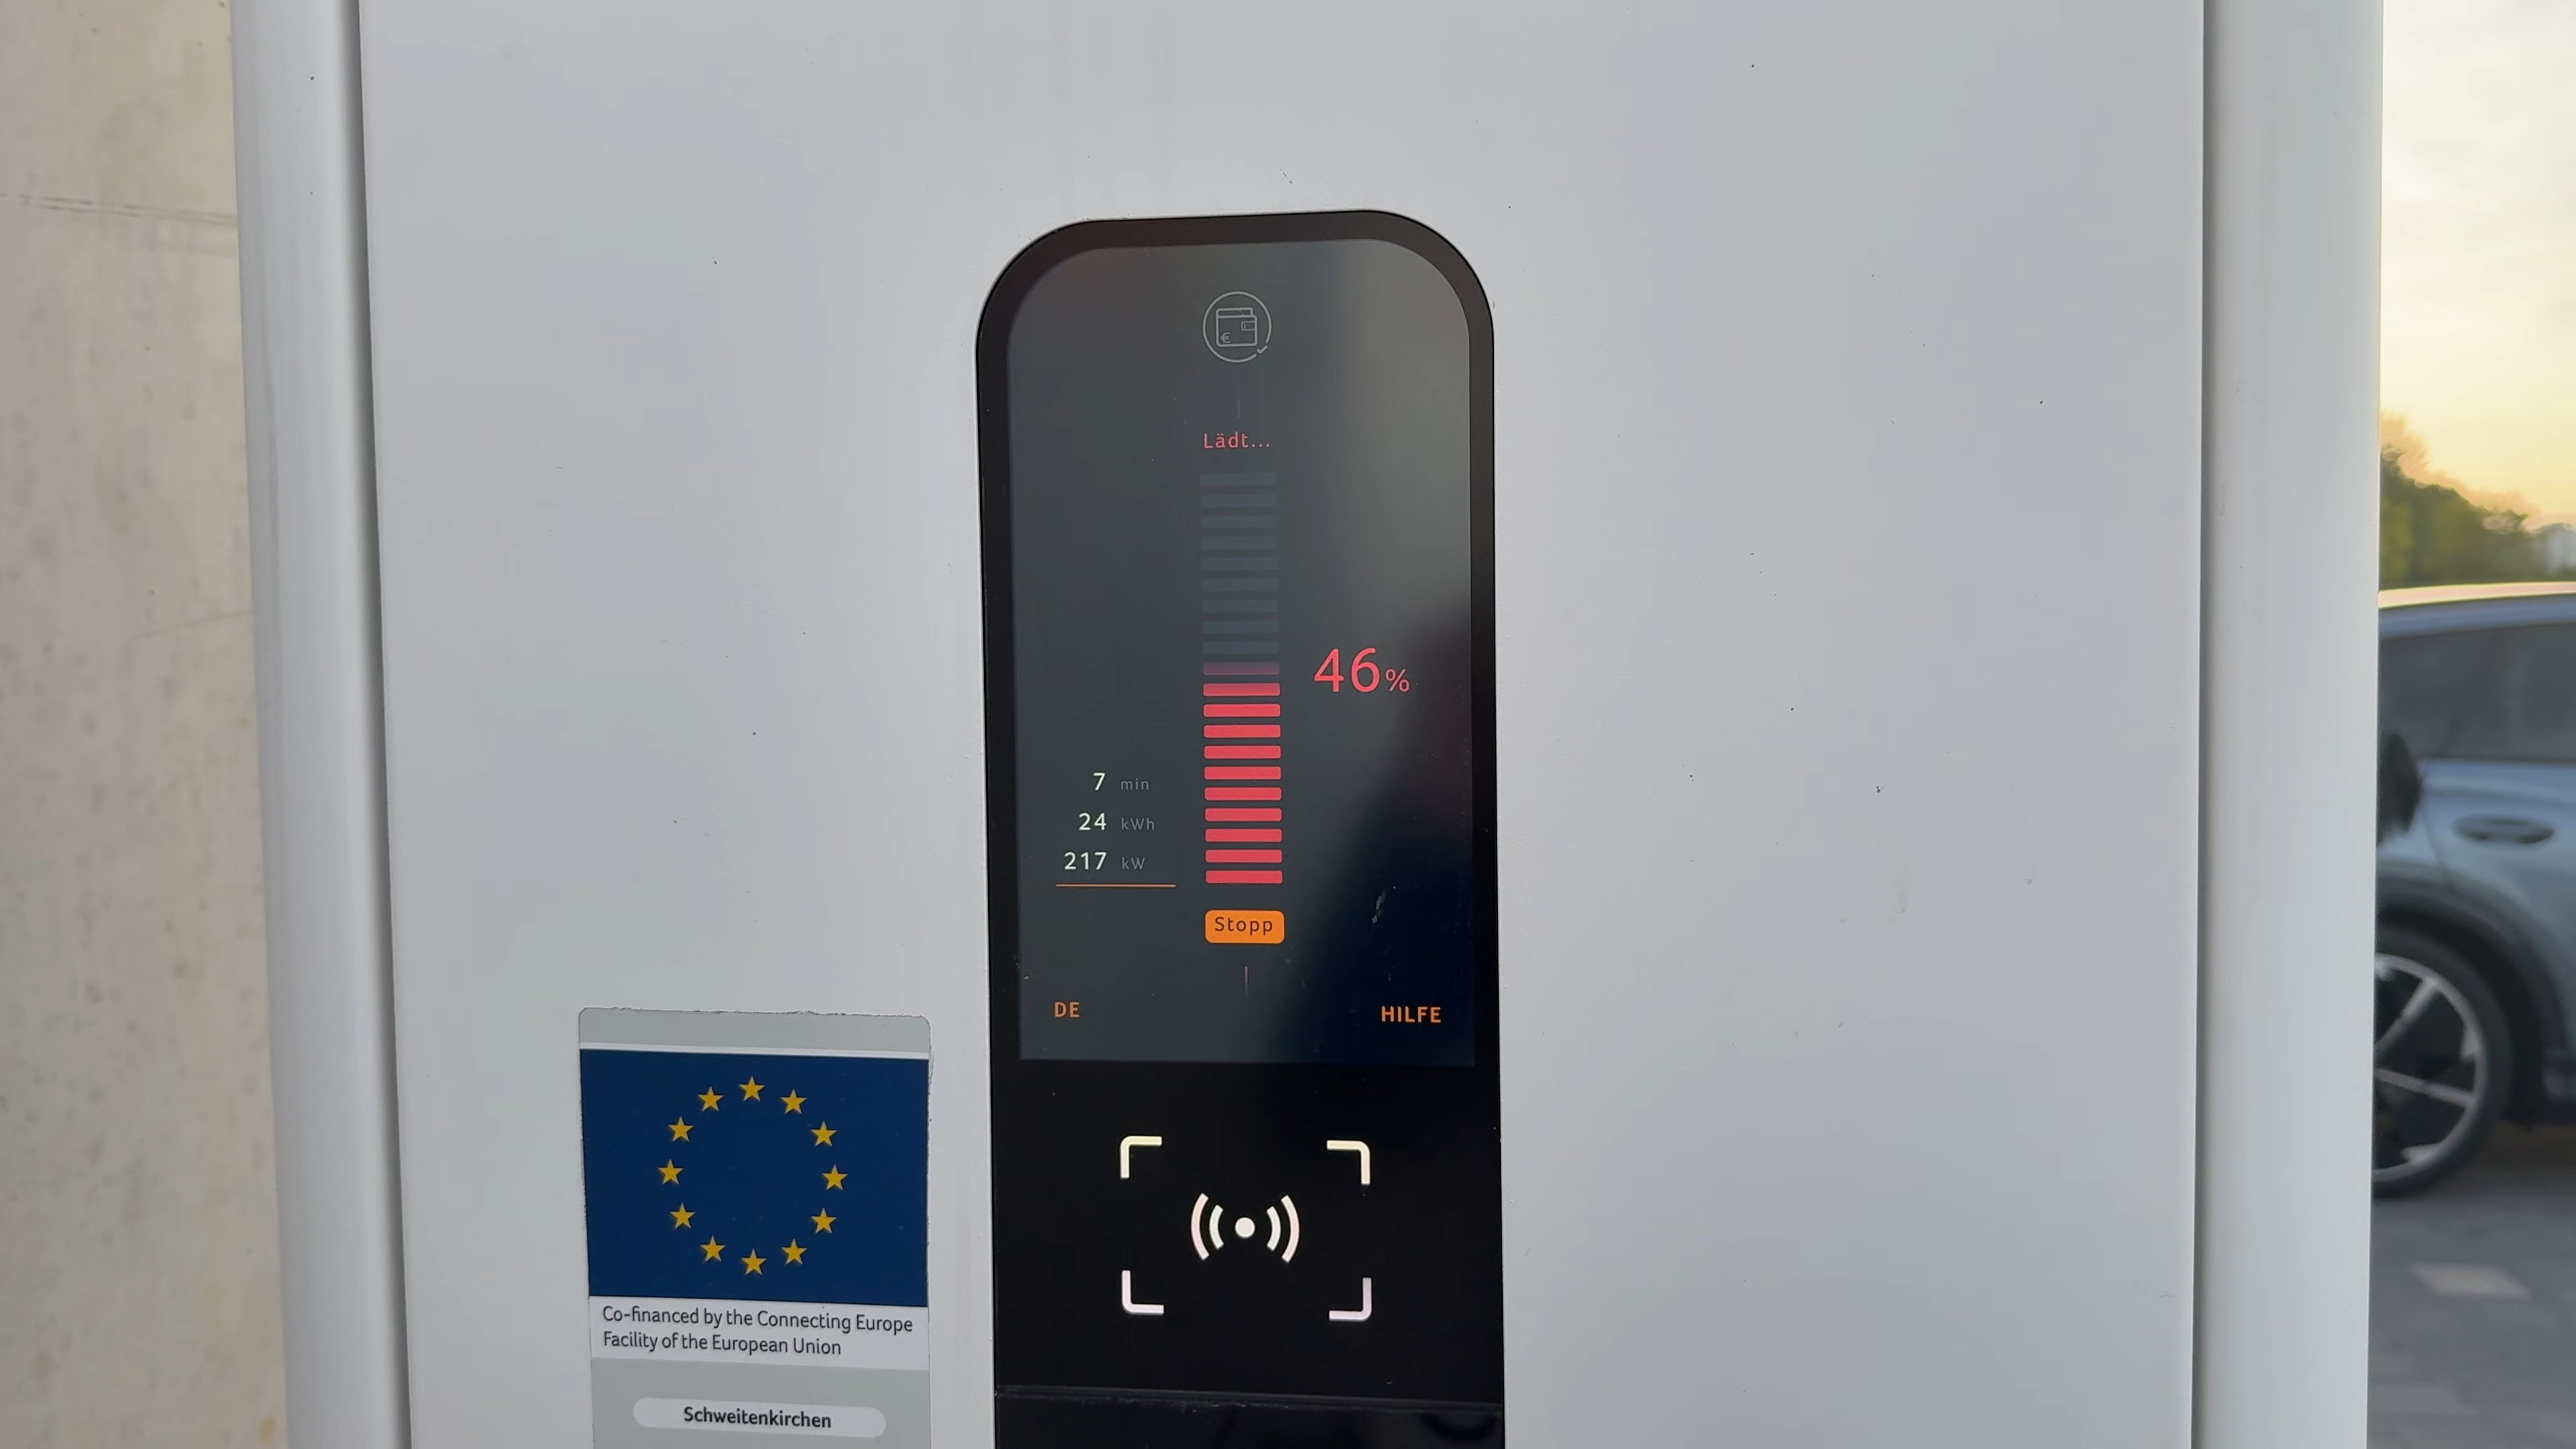 Lädt...
46%
7 min
24 kWh
217 kW
Stopp
DE
HILFE
Co-financed by the Connecting Europe
Facility of the European Union
Schweitenkirchen